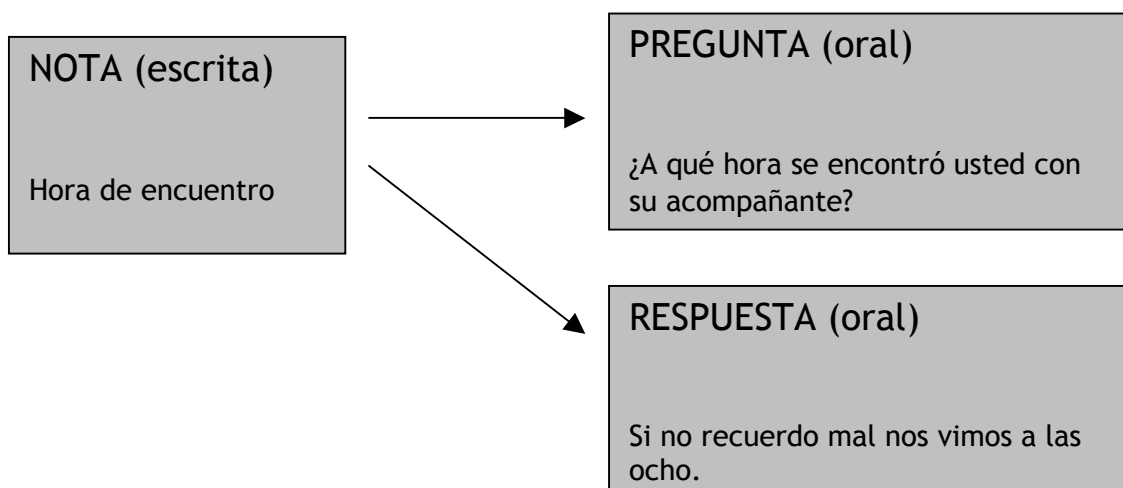 NOTA (escrita)
Hora de encuentro
PREGUNTA (oral)
¿A qué hora se encontró usted con
su acompañante?
RESPUESTA (oral)
Si no recuerdo mal nos vimos a las
ocho.